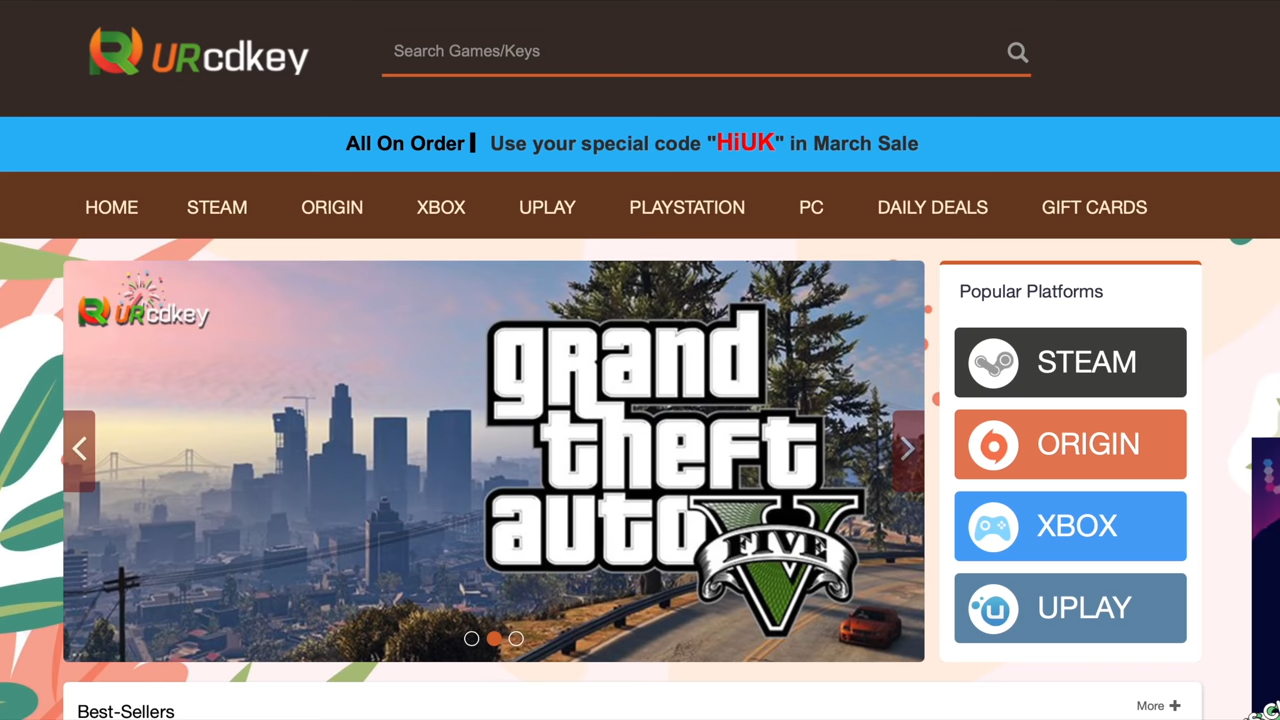 URcdkey
Search Games/Keys
All On Order
Use your special code "HiUK" in March Sale
HOME STEAM ORIGIN XBOX UPLAY PLAYSTATION PC DAILY DEALS GIFT CARDS
URcdkey
grand
theft
auto
FIVE
Popular Platforms
STEAM
ORIGIN
XBOX
UPLAY
Best-Sellers
More +